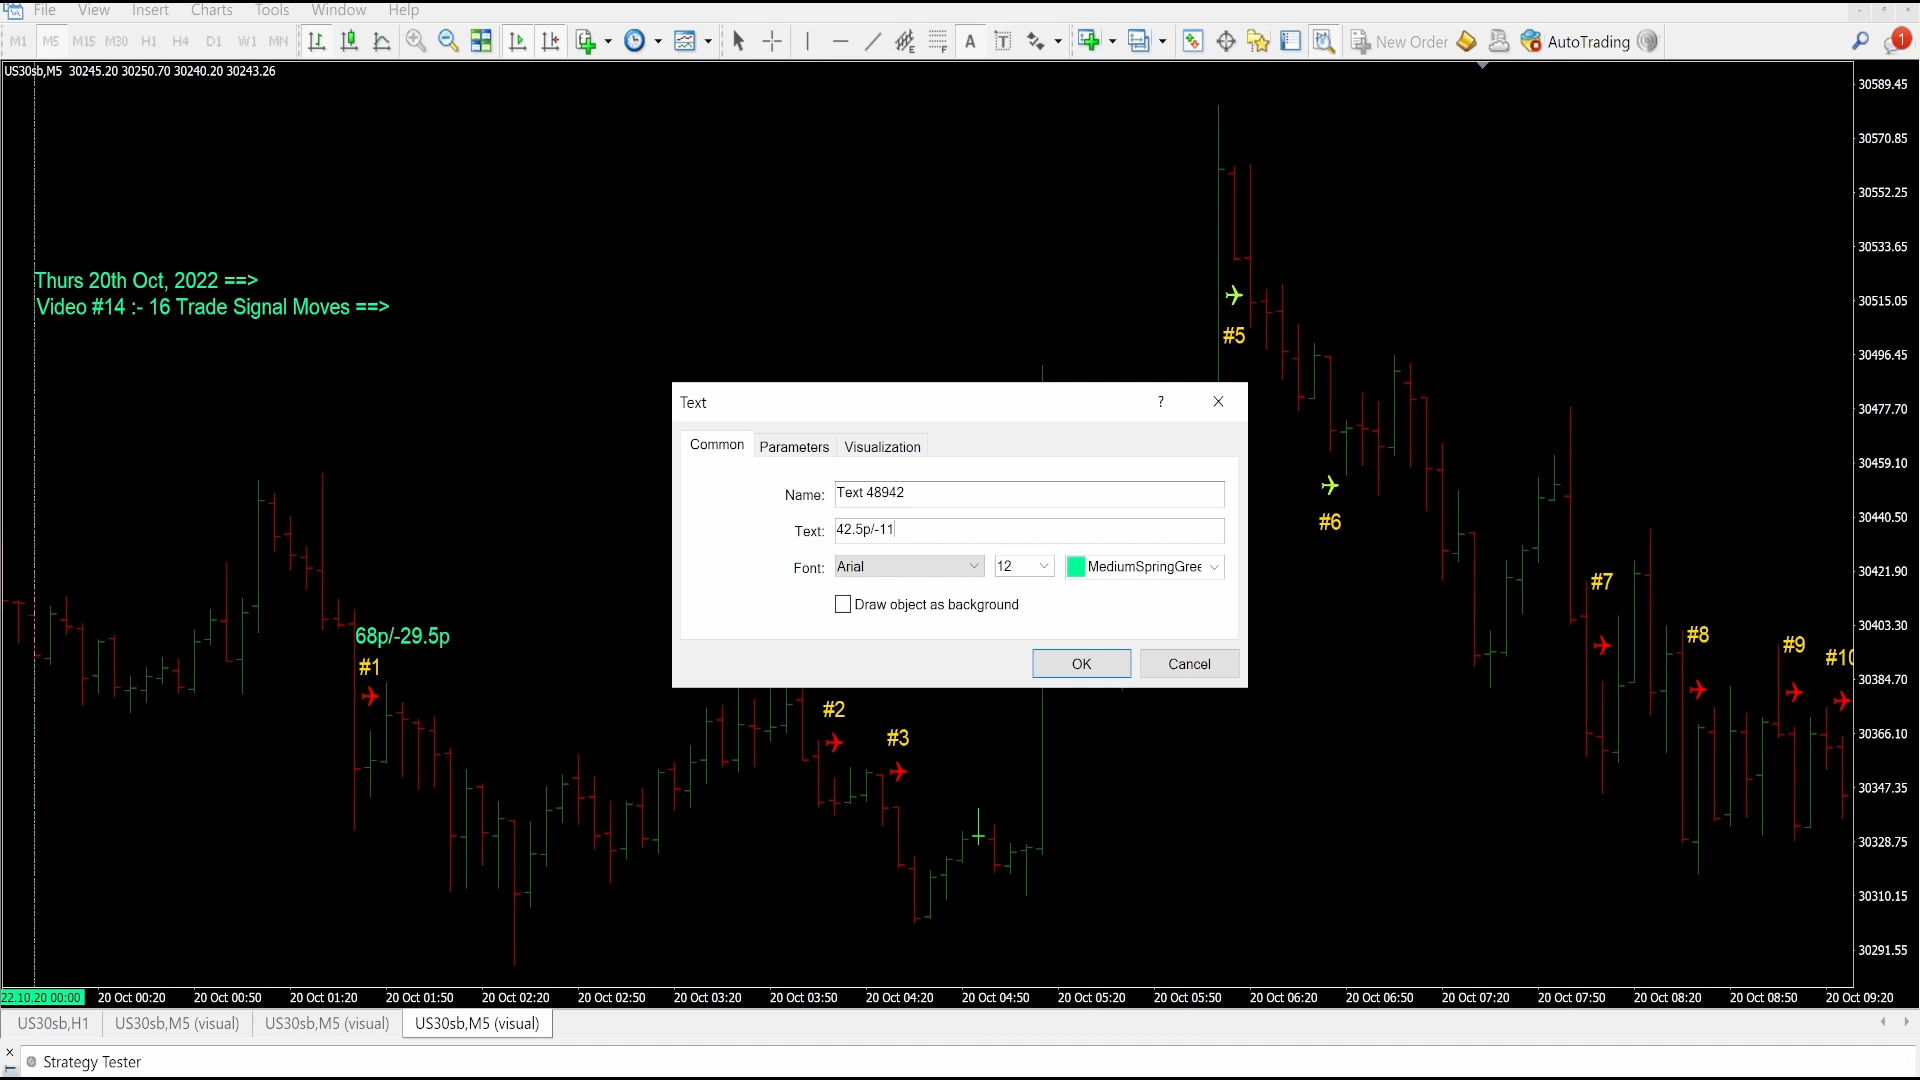 File View Insert Charts Tools Window Help
M1 M5 M15 M30 H1 H4 D1 W1 MN A T New Order AutoTrading 1
US30sb,M5 30245.20 30250.70 30240.20 30243.26
30589.45
30570.85
30552.25
30533.65
30515.05
30496.45
30477.70
30459.10
30440.50
30421.90
30403.30
30384.70
30366.10
30347.35
30328.75
30310.15
30291.55
Thurs 20th Oct, 2022 ==>
Video #14 :- 16 Trade Signal Moves ==>
#5
#6
Text ? ×
Common Parameters Visualization
Name: Text 48942
Text: 42.5p/-11
Font: Arial 12 MediumSpringGree
Draw object as background
OK Cancel
68p/-29.5p
#1
#2
#3
#7
#8
#9
#10
22.10.20 00:00 20 Oct 00:20 20 Oct 00:50 20 Oct 01:20 20 Oct 01:50 20 Oct 02:20 20 Oct 02:50 20 Oct 03:20 20 Oct 03:50 20 Oct 04:20 20 Oct 04:50 20 Oct 05:20 20 Oct 05:50 20 Oct 06:20 20 Oct 06:50 20 Oct 07:20 20 Oct 07:50 20 Oct 08:20 20 Oct 08:50 20 Oct 09:20
US30sb,H1 US30sb,M5 (visual) US30sb,M5 (visual) US30sb,M5 (visual)
Strategy Tester